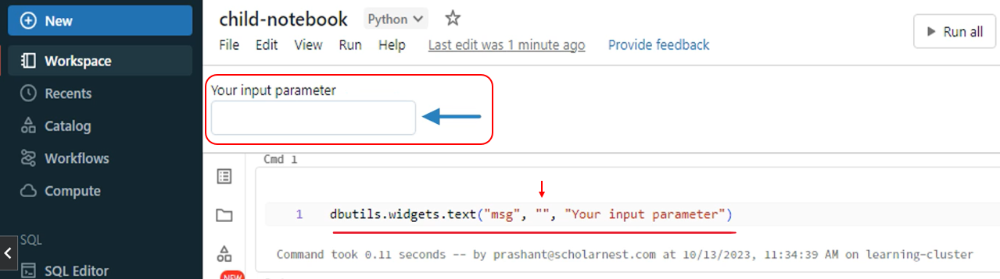 New
Workspace
Recents
Catalog
Workflows
Compute
SQL
SQL Editor
child-notebook Python
File Edit View Run Help Last edit was 1 minute ago Provide feedback
Run all
Your input parameter
Cmd 1
1 dbutils.widgets.text("msg", "", "Your input parameter")
Command took 0.11 seconds -- by prashant@scholarnest.com at 10/13/2023, 11:34:39 AM on learning-cluster
NEW